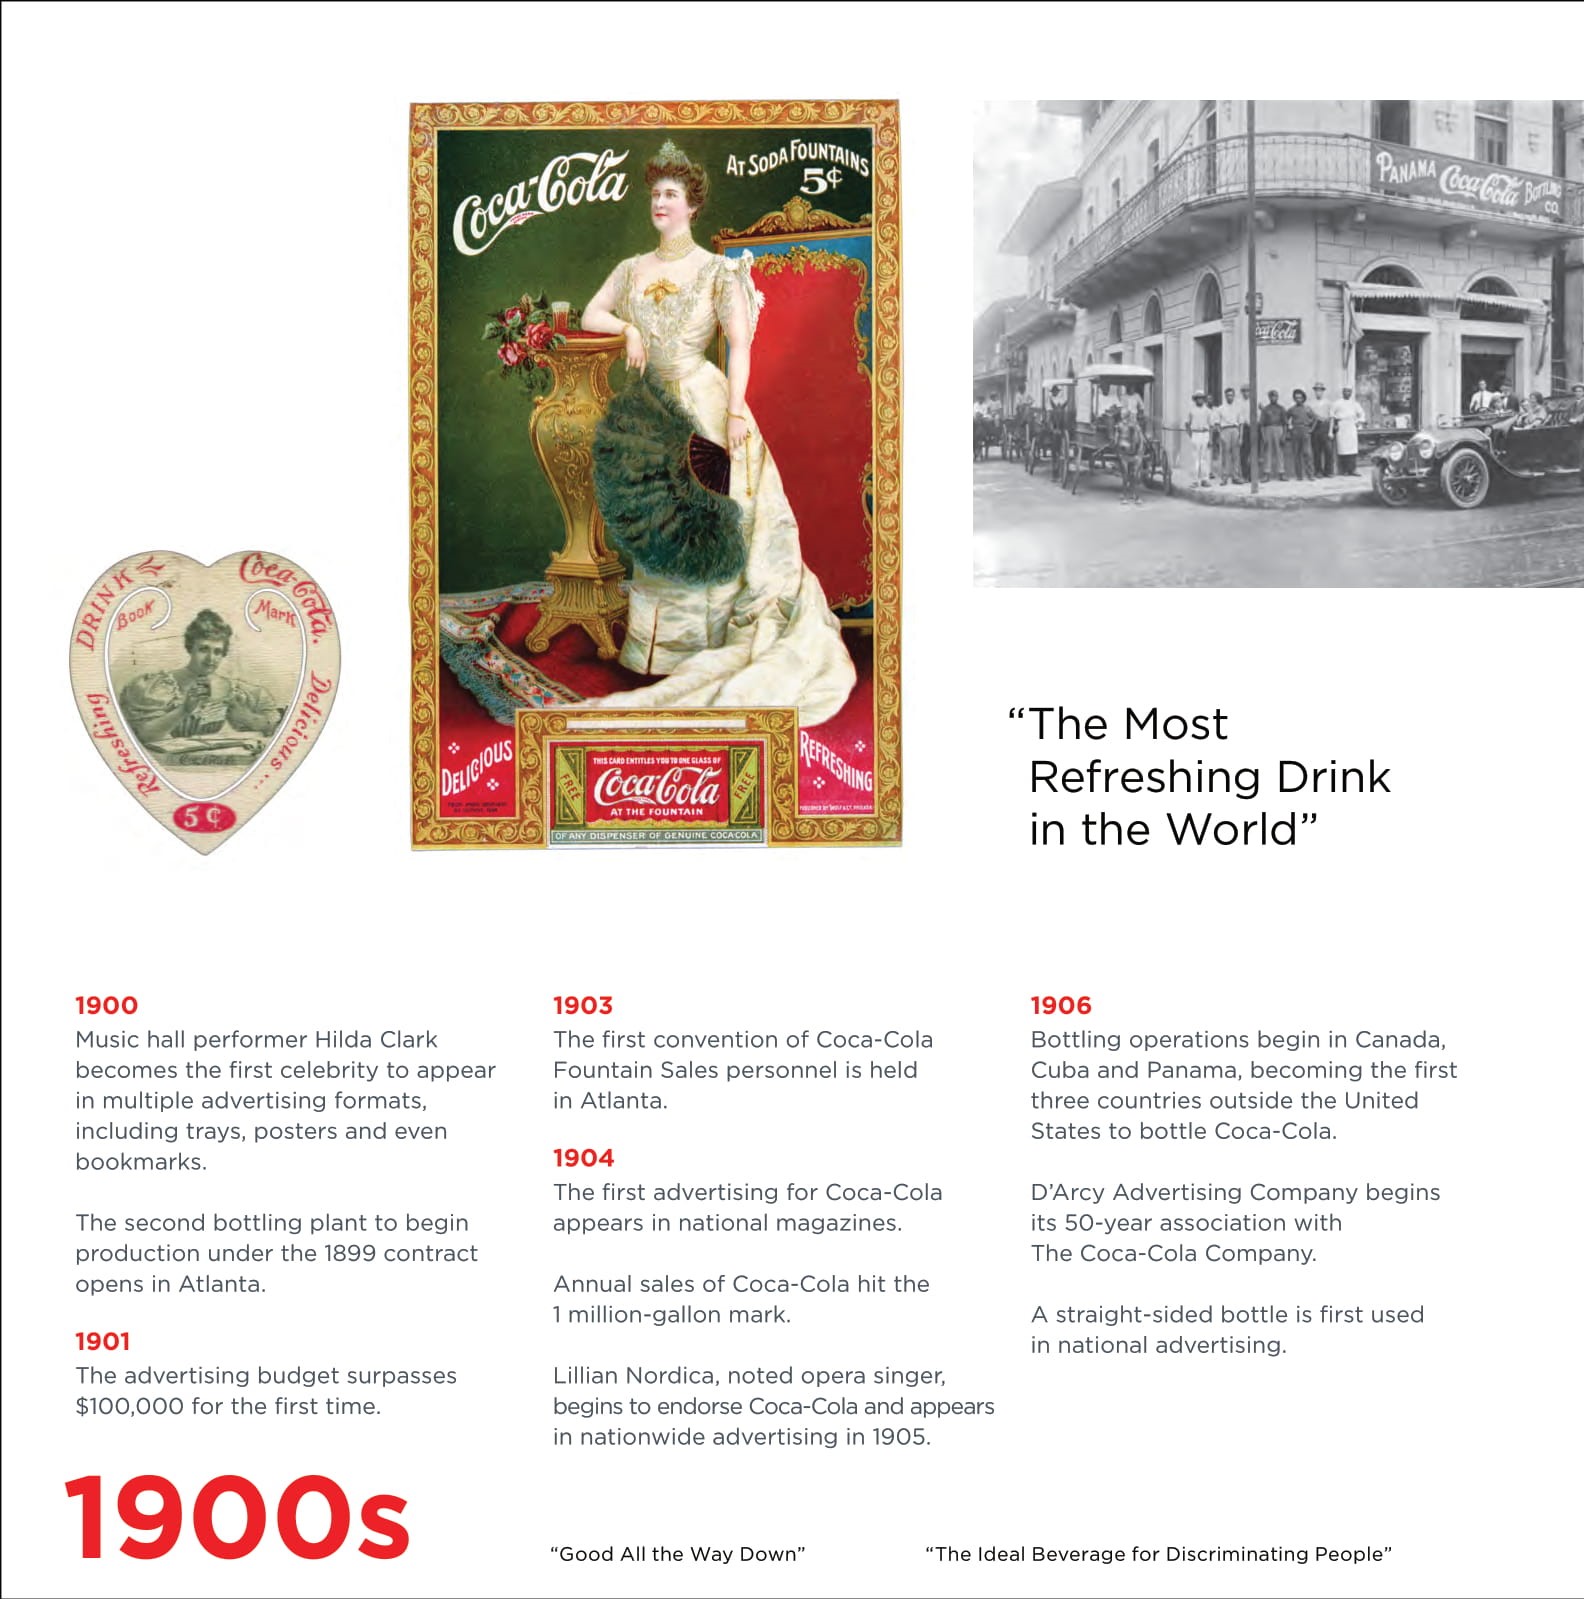 Coca-Cola
AT SODA FOUNTAINS
5¢
DELICIOUS
REFRESHING
THIS CARD ENTITLES YOU TO ONE GLASS OF
FREE
Coca-Cola
FREE
AT THE FOUNTAIN
OF ANY DISPENSER OF GENUINE COCA-COLA
PANAMA Coca-Cola BOTTLING CO.
Coca-Cola
DRINK
Coca-Cola.
Book Mark
Delicious...
Refreshing
5¢
“The Most
Refreshing Drink
in the World”
1900
Music hall performer Hilda Clark
becomes the first celebrity to appear
in multiple advertising formats,
including trays, posters and even
bookmarks.
The second bottling plant to begin
production under the 1899 contract
opens in Atlanta.
1901
The advertising budget surpasses
$100,000 for the first time.
1903
The first convention of Coca-Cola
Fountain Sales personnel is held
in Atlanta.
1904
The first advertising for Coca-Cola
appears in national magazines.
Annual sales of Coca-Cola hit the
1 million-gallon mark.
Lillian Nordica, noted opera singer,
begins to endorse Coca-Cola and appears
in nationwide advertising in 1905.
1906
Bottling operations begin in Canada,
Cuba and Panama, becoming the first
three countries outside the United
States to bottle Coca-Cola.
D’Arcy Advertising Company begins
its 50-year association with
The Coca-Cola Company.
A straight-sided bottle is first used
in national advertising.
1900s
“Good All the Way Down”
“The Ideal Beverage for Discriminating People”